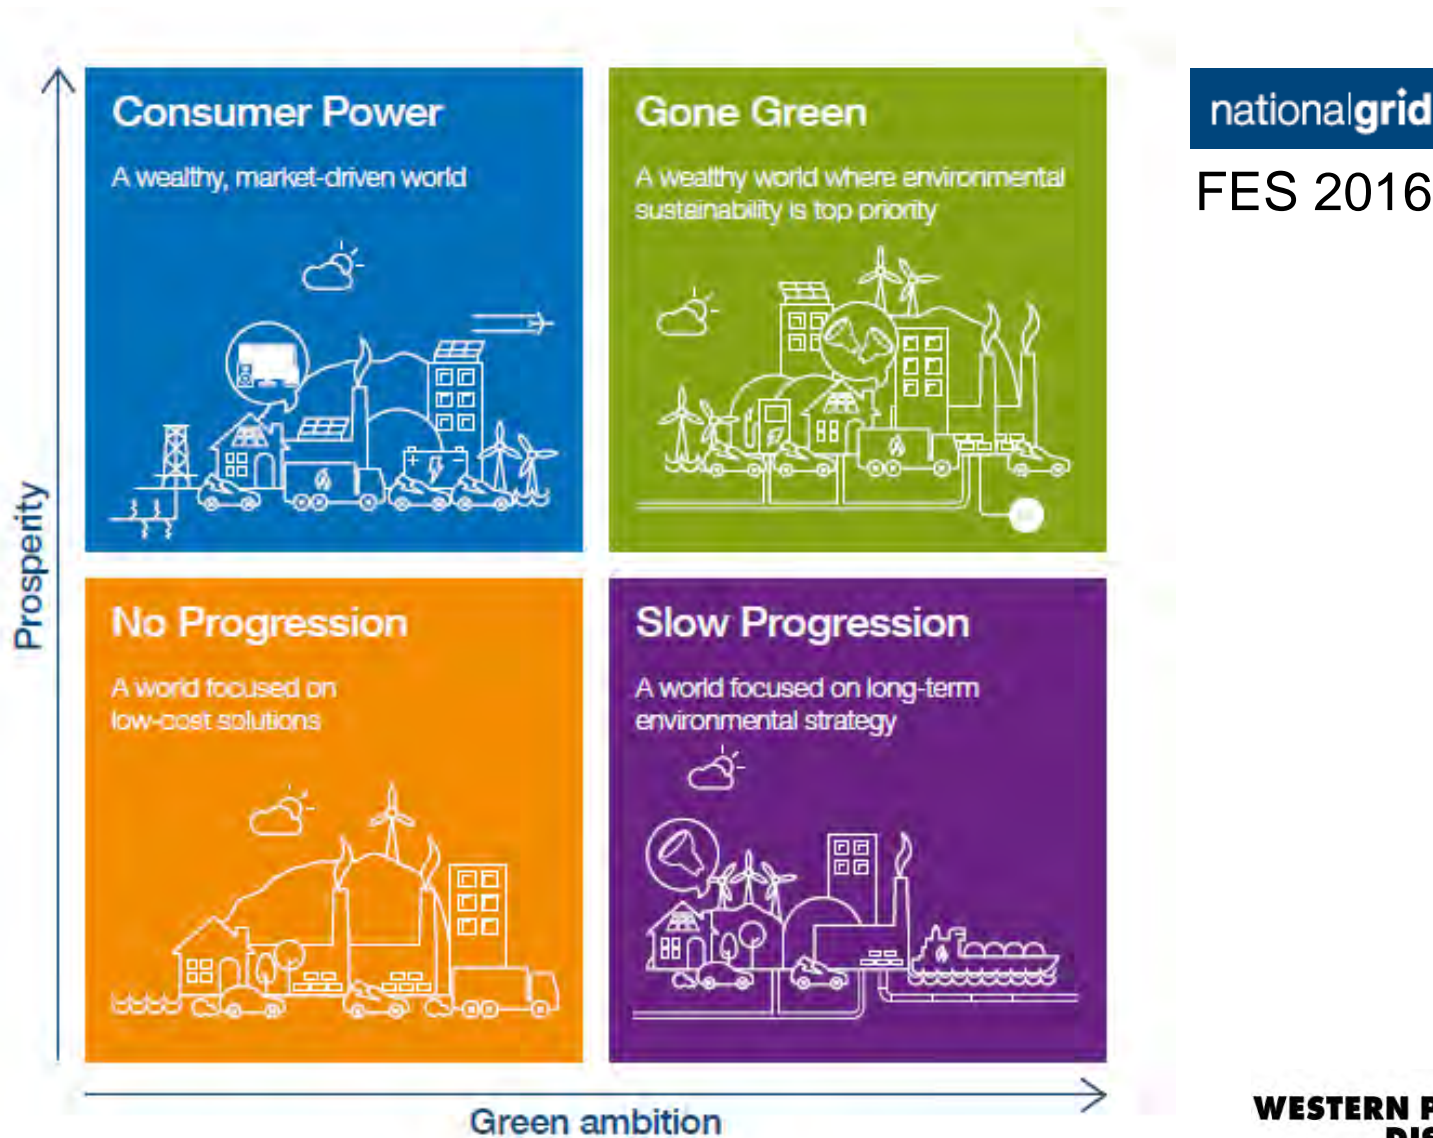 Consumer Power
A wealthy, market-driven world
Gone Green
A wealthy world where environmental
sustainability is top priority
nationalgrid
FES 2016
Prosperity
No Progression
A world focused on
low-cost solutions
Slow Progression
A world focused on long-term
environmental strategy
Green ambition
WESTERN